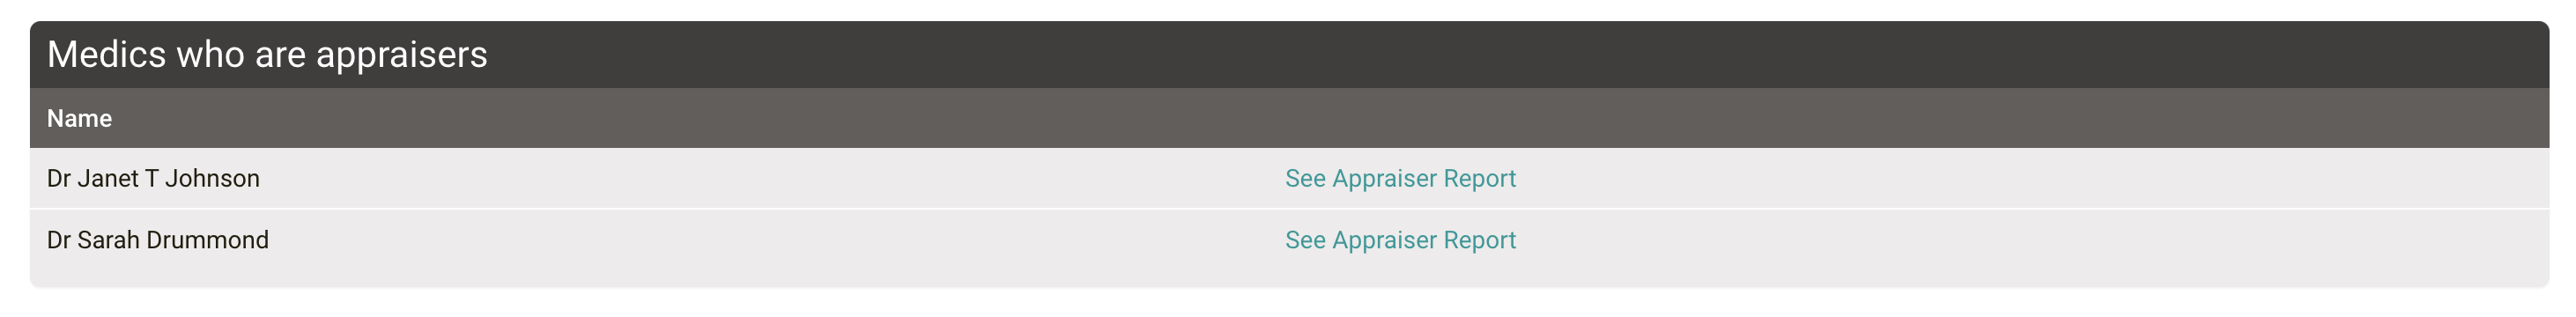 Medics who are appraisers
Name
Dr Janet T Johnson See Appraiser Report
Dr Sarah Drummond See Appraiser Report